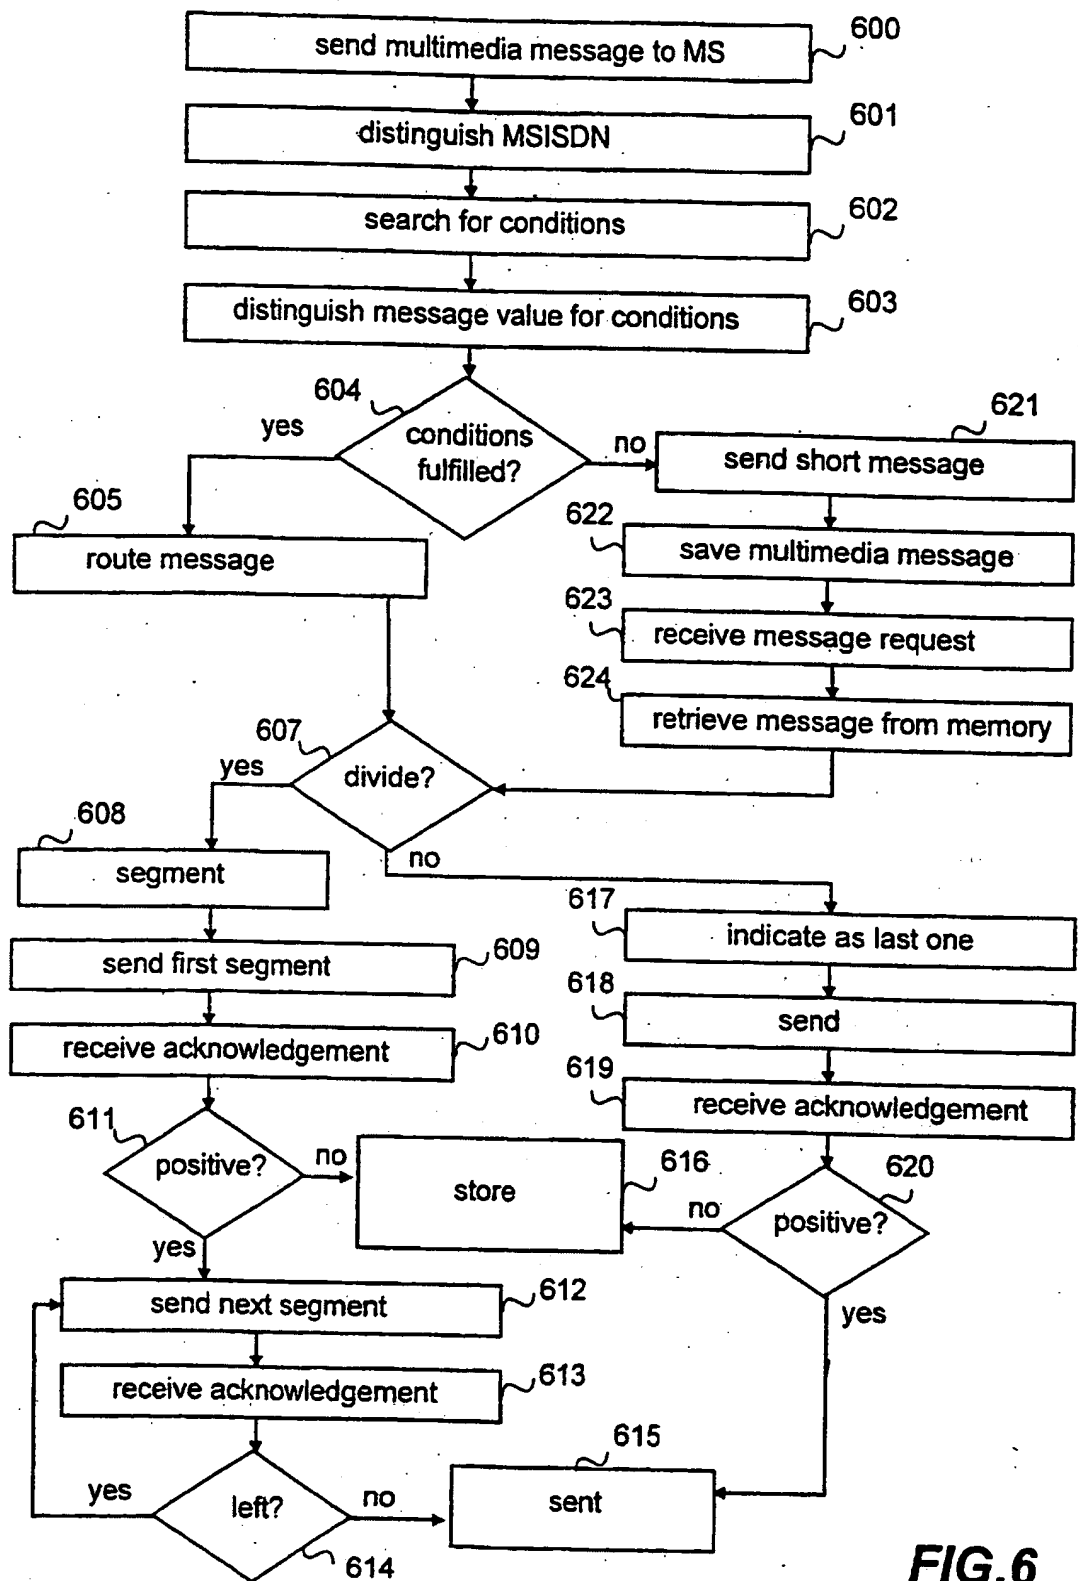 send multimedia message to MS
600
distinguish MSISDN
601
search for conditions
602
distinguish message value for conditions
603
604
conditions
fulfilled?
yes
no
621
send short message
605
route message
622
save multimedia message
623
receive message request
624
retrieve message from memory
607
divide?
yes
no
608
segment
617
indicate as last one
send first segment
609
618
send
receive acknowledgement
610
619
receive acknowledgement
611
positive?
no
yes
store
616
620
positive?
no
yes
send next segment
612
receive acknowledgement
613
left?
yes
no
614
615
sent
FIG.6